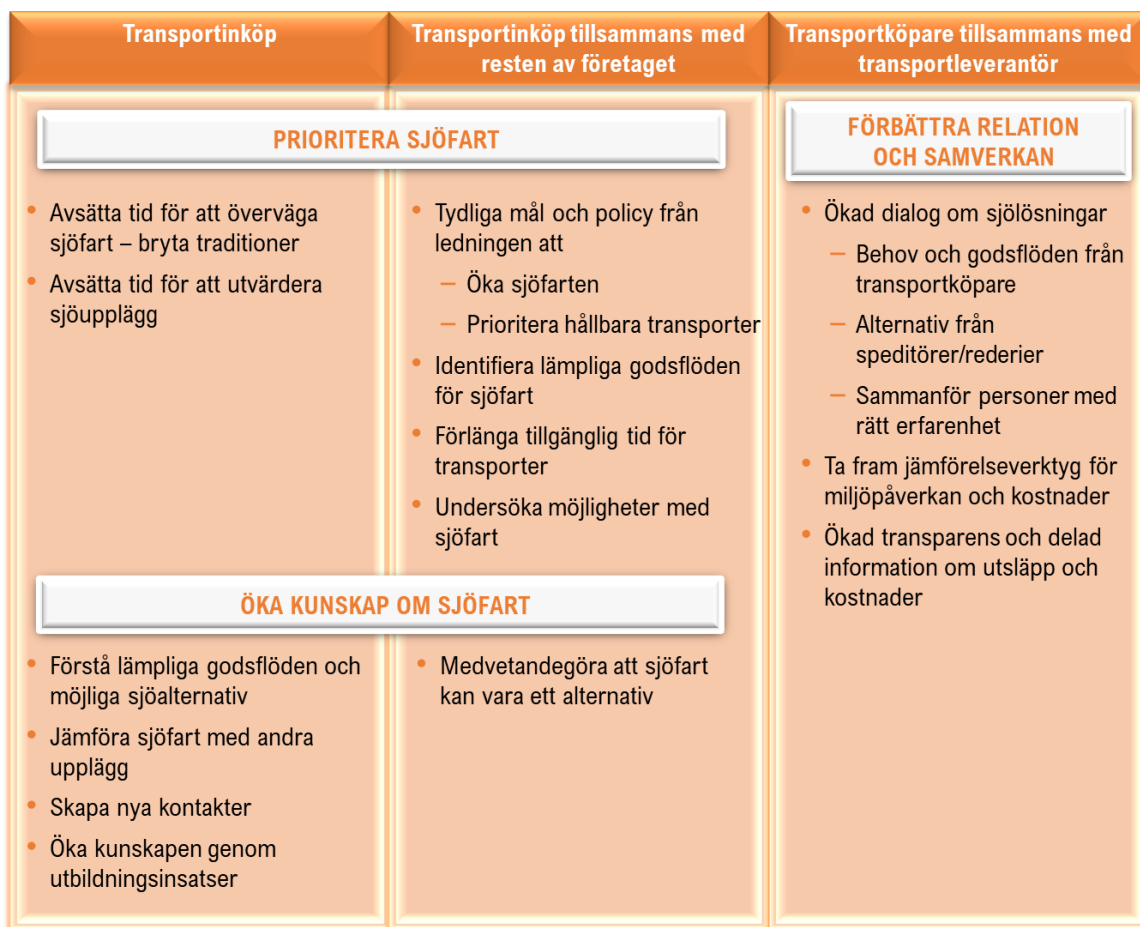 Transportinköp
Transportinköp tillsammans med
resten av företaget
Transportköpare tillsammans med
transportleverantör
PRIORITERA SJÖFART
• Avsätta tid för att överväga
sjöfart – bryta traditioner
• Avsätta tid för att utvärdera
sjöupplägg
• Tydliga mål och policy från
ledningen att
– Öka sjöfarten
– Prioritera hållbara transporter
• Identifiera lämpliga godsflöden
för sjöfart
• Förlänga tillgänglig tid för
transporter
• Undersöka möjligheter med
sjöfart
ÖKA KUNSKAP OM SJÖFART
• Förstå lämpliga godsflöden och
möjliga sjöalternativ
• Jämföra sjöfart med andra
upplägg
• Skapa nya kontakter
• Öka kunskapen genom
utbildningsinsatser
• Medvetandegöra att sjöfart
kan vara ett alternativ
FÖRBÄTTRA RELATION
OCH SAMVERKAN
• Ökad dialog om sjölösningar
– Behov och godsflöden från
transportköpare
– Alternativ från
speditörer/rederier
– Sammanför personer med
rätt erfarenhet
• Ta fram jämförelseverktyg för
miljöpåverkan och kostnader
• Ökad transparens och delad
information om utsläpp och
kostnader